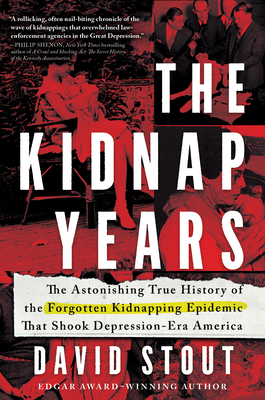 "A rollicking, often nail-biting chronicle of the
wave of kidnappings that overwhelmed law-
enforcement agencies in the Great Depression."
—PHILIP SHENON, New York Times bestselling
author of A Cruel and Shocking Act: The Secret History
of the Kennedy Assassination
THE
KIDNAP
YEARS
The Astonishing True History of
the Forgotten Kidnapping Epidemic
That Shook Depression-Era America
DAVID STOUT
EDGAR AWARD–WINNING AUTHOR